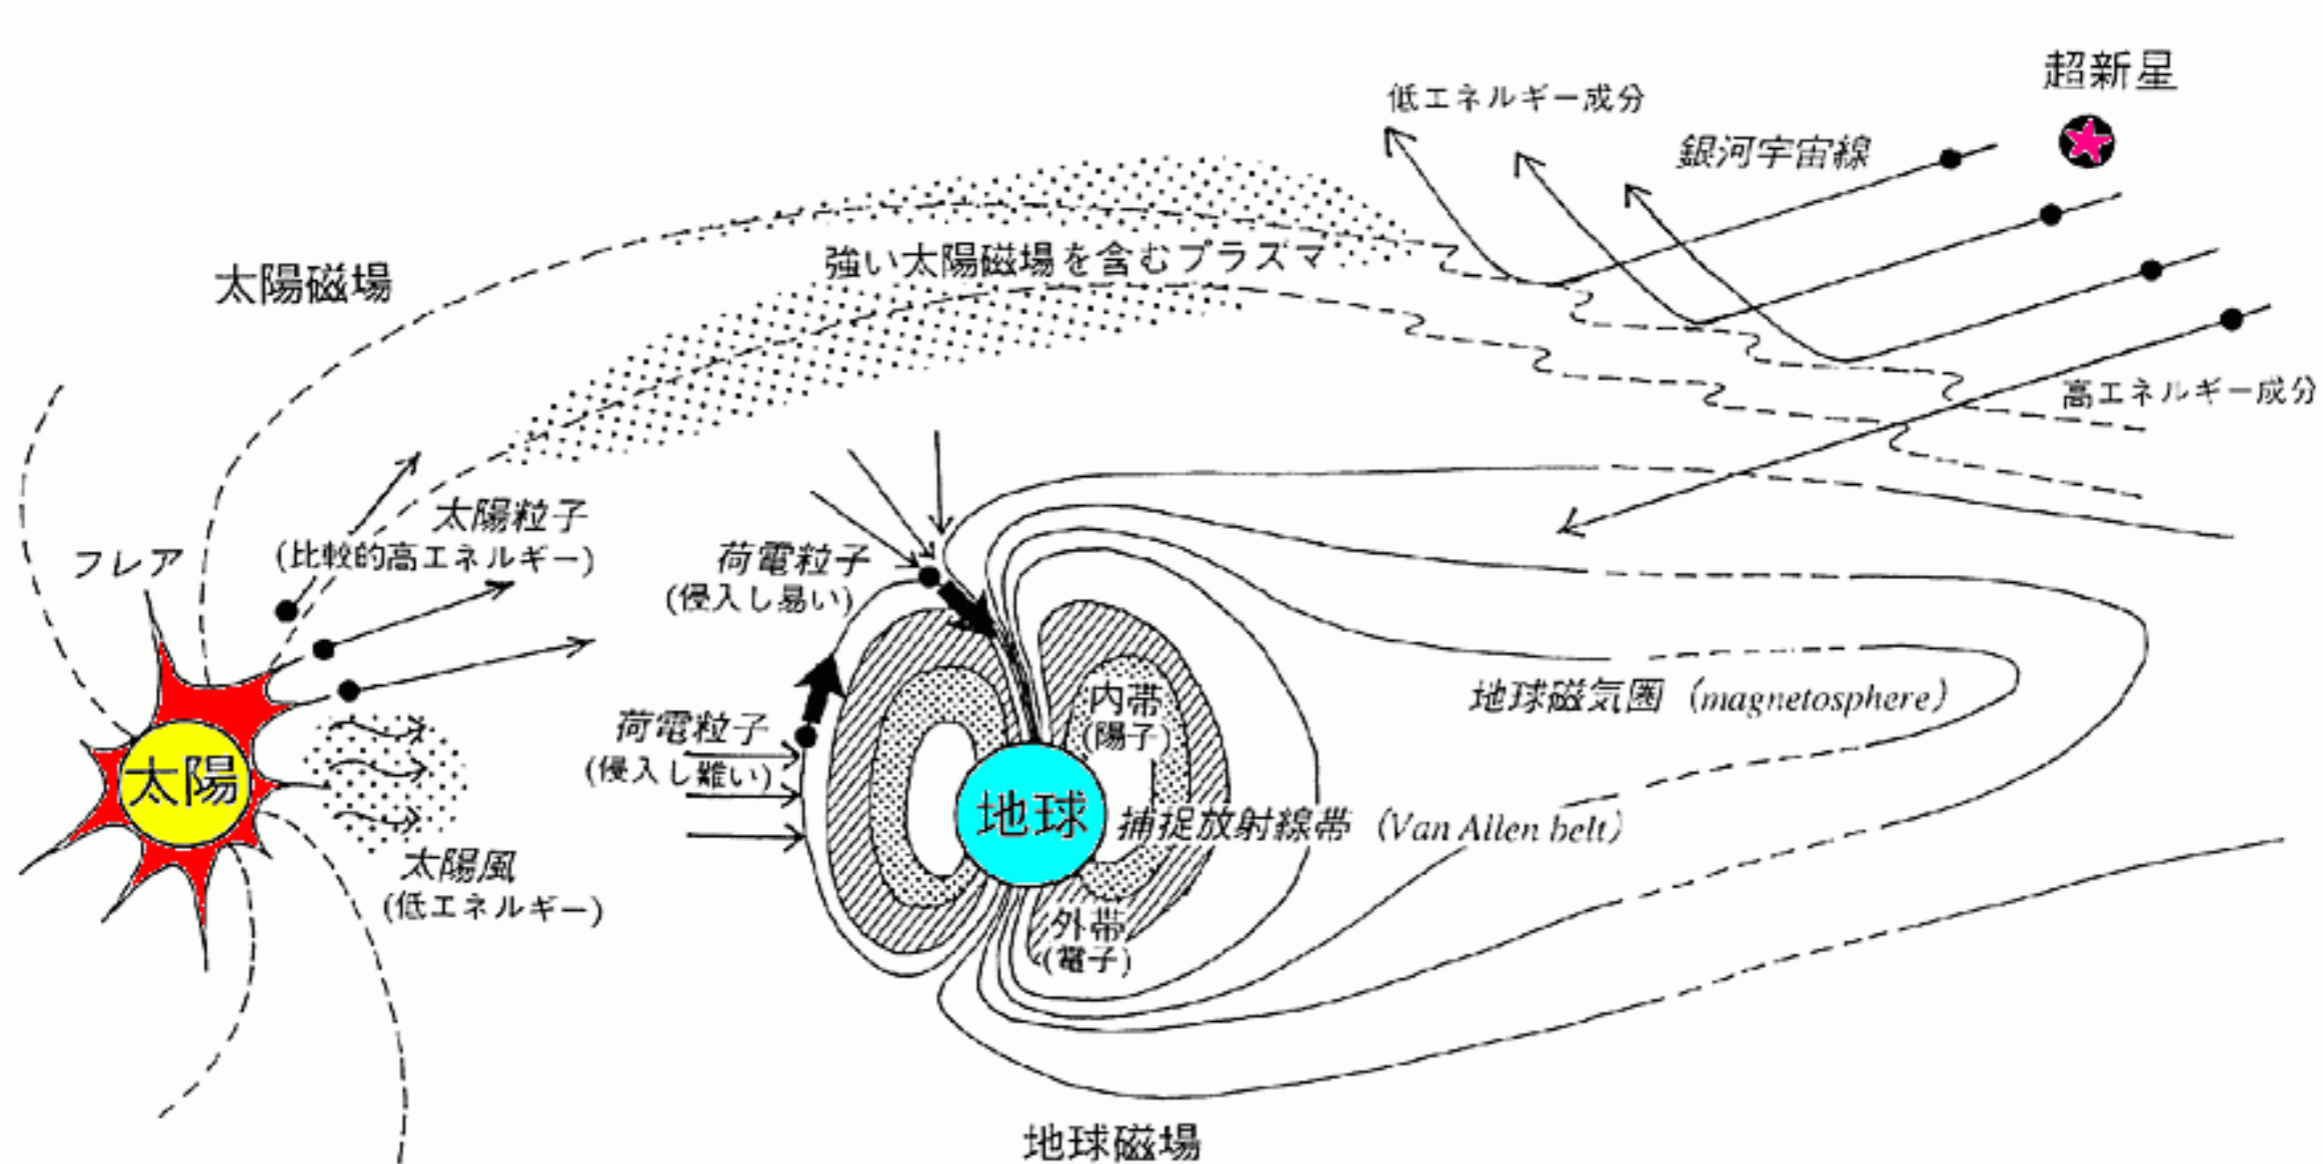 超新星
低エネルギー成分
銀河宇宙線
強い太陽磁場を含むプラズマ
太陽磁場
高エネルギー成分
太陽粒子
(比較的高エネルギー)
フレア
荷電粒子
(侵入し易い)
地球磁気圏 (magnetosphere)
内帯
(陽子)
荷電粒子
(侵入し難い)
太陽
地球
捕捉放射線帯 (Van Allen belt)
太陽風
(低エネルギー)
外帯
(電子)
地球磁場